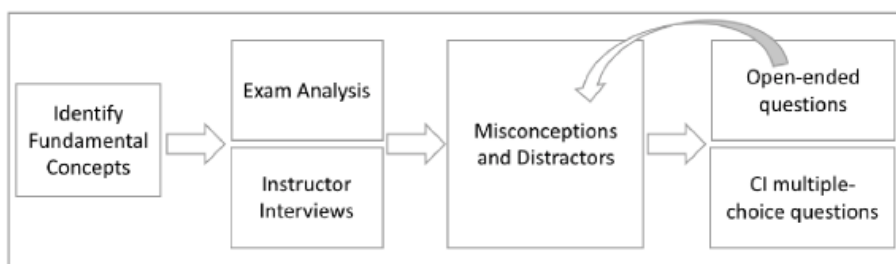 Identify
Fundamental
Concepts
Exam Analysis
Instructor
Interviews
Misconceptions
and Distractors
Open-ended
questions
CI multiple-
choice questions